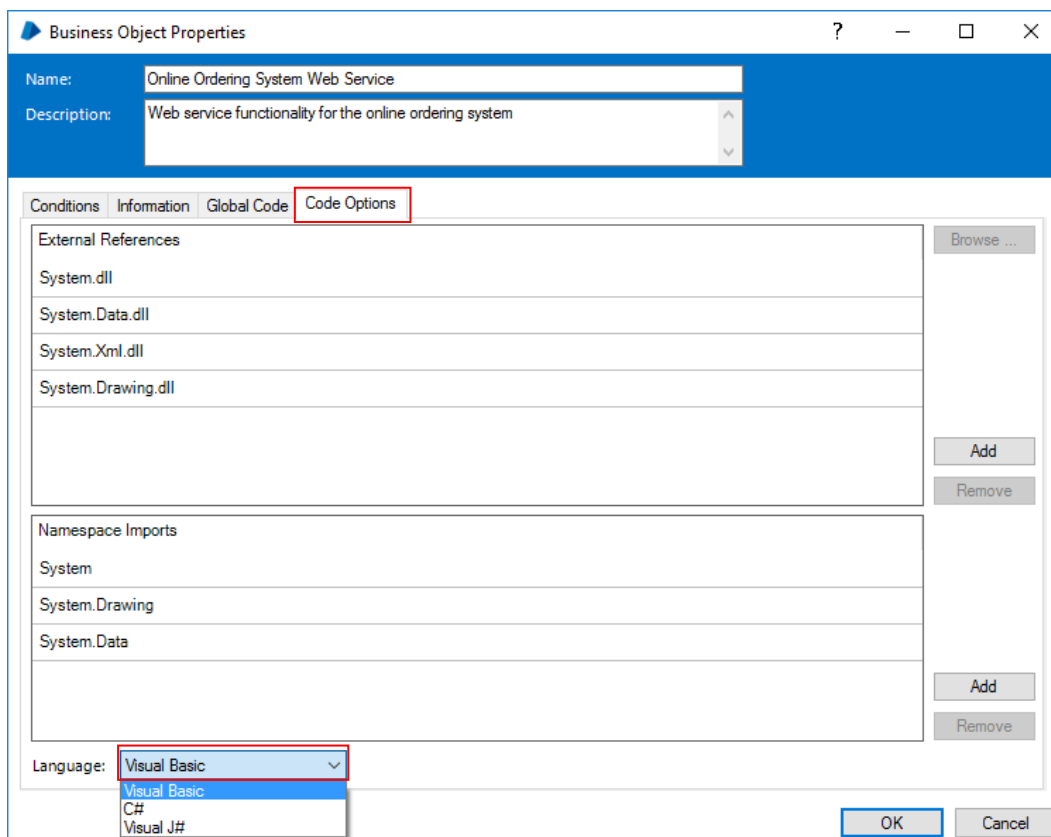 Business Object Properties ?
Name: Online Ordering System Web Service
Description: Web service functionality for the online ordering system
Conditions Information Global Code Code Options
External References Browse ...
System.dll
System.Data.dll
System.Xml.dll
System.Drawing.dll
Add
Remove
Namespace Imports
System
System.Drawing
System.Data
Add
Remove
Language: Visual Basic
Visual Basic
C#
Visual J#
OK Cancel